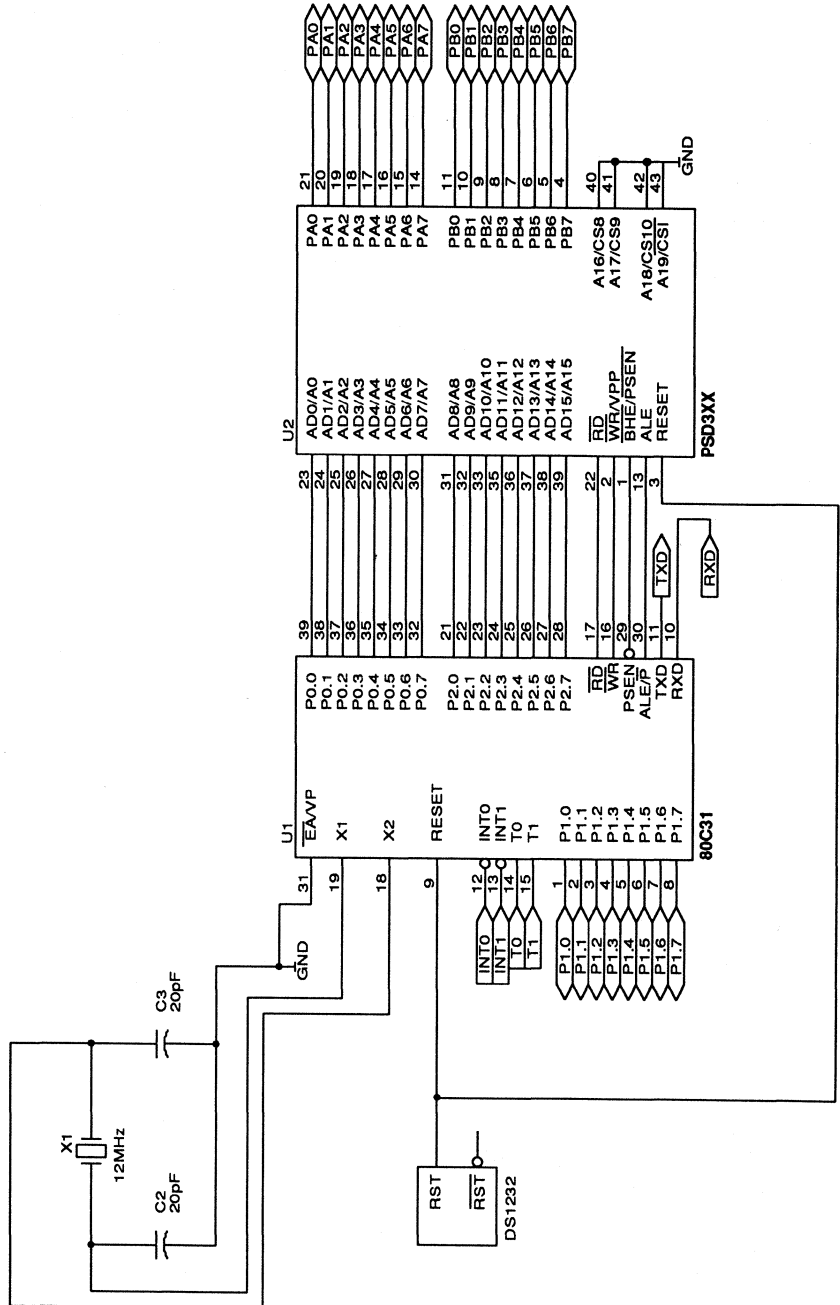 X1
12MHz
C2
20pF
C3
20pF
GND
DS1232
RST
RST
U1
80C31
31
EA/VP
19
X1
18
X2
9
RESET
12
INT0
INT0
13
INT1
INT1
14
T0
T0
15
T1
T1
P1.0
1
P1.0
P1.1
2
P1.1
P1.2
3
P1.2
P1.3
4
P1.3
P1.4
5
P1.4
P1.5
6
P1.5
P1.6
7
P1.6
P1.7
8
P1.7
P0.0
39
P0.1
38
P0.2
37
P0.3
36
P0.4
35
P0.5
34
P0.6
33
P0.7
32
P2.0
21
P2.1
22
P2.2
23
P2.3
24
P2.4
25
P2.5
26
P2.6
27
P2.7
28
RD
17
WR
16
PSEN
29
ALE/P
30
TXD
11
TXD
RXD
10
RXD
U2
PSD3XX
23
AD0/A0
24
AD1/A1
25
AD2/A2
26
AD3/A3
27
AD4/A4
28
AD5/A5
29
AD6/A6
30
AD7/A7
31
AD8/A8
32
AD9/A9
33
AD10/A10
35
AD11/A11
36
AD12/A12
37
AD13/A13
38
AD14/A14
39
AD15/A15
22
RD
2
WR/VPP
1
BHE/PSEN
13
ALE
3
RESET
PA0
21
PA0
PA1
20
PA1
PA2
19
PA2
PA3
18
PA3
PA4
17
PA4
PA5
16
PA5
PA6
15
PA6
PA7
14
PA7
PB0
11
PB0
PB1
10
PB1
PB2
9
PB2
PB3
8
PB3
PB4
7
PB4
PB5
6
PB5
PB6
5
PB6
PB7
4
PB7
A16/CS8
40
A17/CS9
41
A18/CS10
42
A19/CSI
43
GND